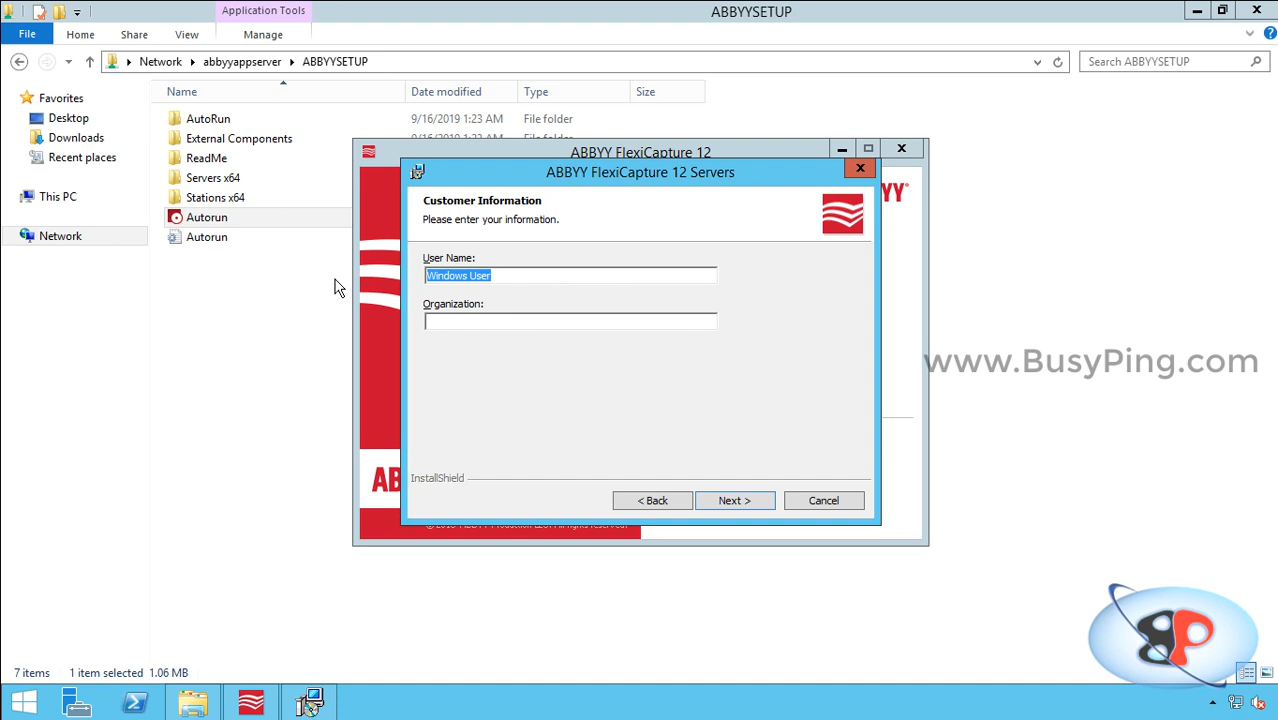 Application Tools
ABBYYSETUP
File
Home
Share
View
Manage
Network
abbyyappserver
ABBYYSETUP
Search ABBYYSETUP
Favorites
Desktop
Downloads
Recent places
This PC
Network
Name
Date modified
Type
Size
AutoRun
9/16/2019 1:23 AM
File folder
External Components
ReadMe
Servers x64
Stations x64
Autorun
Autorun
ABBYY FlexiCapture 12
ABBYY FlexiCapture 12 Servers
Customer Information
Please enter your information.
User Name:
Windows User
Organization:
InstallShield
< Back
Next >
Cancel
www.BusyPing.com
7 items
1 item selected 1.06 MB